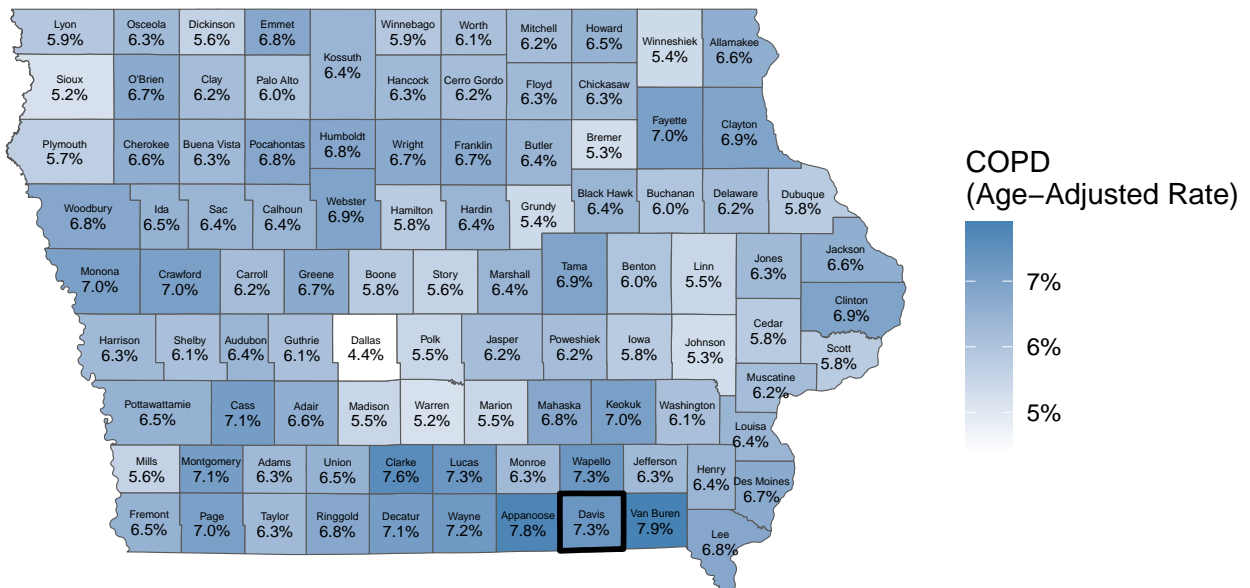 Lyon
5.9%
Osceola
6.3%
Dickinson
5.6%
Emmet
6.8%
Kossuth
6.4%
Winnebago
5.9%
Worth
6.1%
Mitchell
6.2%
Howard
6.5%
Winneshiek
5.4%
Allamakee
6.6%
Sioux
5.2%
O'Brien
6.7%
Clay
6.2%
Palo Alto
6.0%
Hancock
6.3%
Cerro Gordo
6.2%
Floyd
6.3%
Chickasaw
6.3%
Fayette
7.0%
Clayton
6.9%
Plymouth
5.7%
Cherokee
6.6%
Buena Vista
6.3%
Pocahontas
6.8%
Humboldt
6.8%
Wright
6.7%
Franklin
6.7%
Butler
6.4%
Bremer
5.3%
Woodbury
6.8%
Ida
6.5%
Sac
6.4%
Calhoun
6.4%
Webster
6.9%
Hamilton
5.8%
Hardin
6.4%
Grundy
5.4%
Black Hawk
6.4%
Buchanan
6.0%
Delaware
6.2%
Dubuque
5.8%
Monona
7.0%
Crawford
7.0%
Carroll
6.2%
Greene
6.7%
Boone
5.8%
Story
5.6%
Marshall
6.4%
Tama
6.9%
Benton
6.0%
Linn
5.5%
Jones
6.3%
Jackson
6.6%
Clinton
6.9%
Harrison
6.3%
Shelby
6.1%
Audubon
6.4%
Guthrie
6.1%
Dallas
4.4%
Polk
5.5%
Jasper
6.2%
Poweshiek
6.2%
Iowa
5.8%
Johnson
5.3%
Cedar
5.8%
Scott
5.8%
Muscatine
6.2%
Pottawattamie
6.5%
Cass
7.1%
Adair
6.6%
Madison
5.5%
Warren
5.2%
Marion
5.5%
Mahaska
6.8%
Keokuk
7.0%
Washington
6.1%
Louisa
6.4%
Mills
5.6%
Montgomery
7.1%
Adams
6.3%
Union
6.5%
Clarke
7.6%
Lucas
7.3%
Monroe
6.3%
Wapello
7.3%
Jefferson
6.3%
Henry
6.4%
Des Moines
6.7%
Fremont
6.5%
Page
7.0%
Taylor
6.3%
Ringgold
6.8%
Decatur
7.1%
Wayne
7.2%
Appanoose
7.8%
Davis
7.3%
Van Buren
7.9%
Lee
6.8%
COPD
(Age−Adjusted Rate)
7%
6%
5%